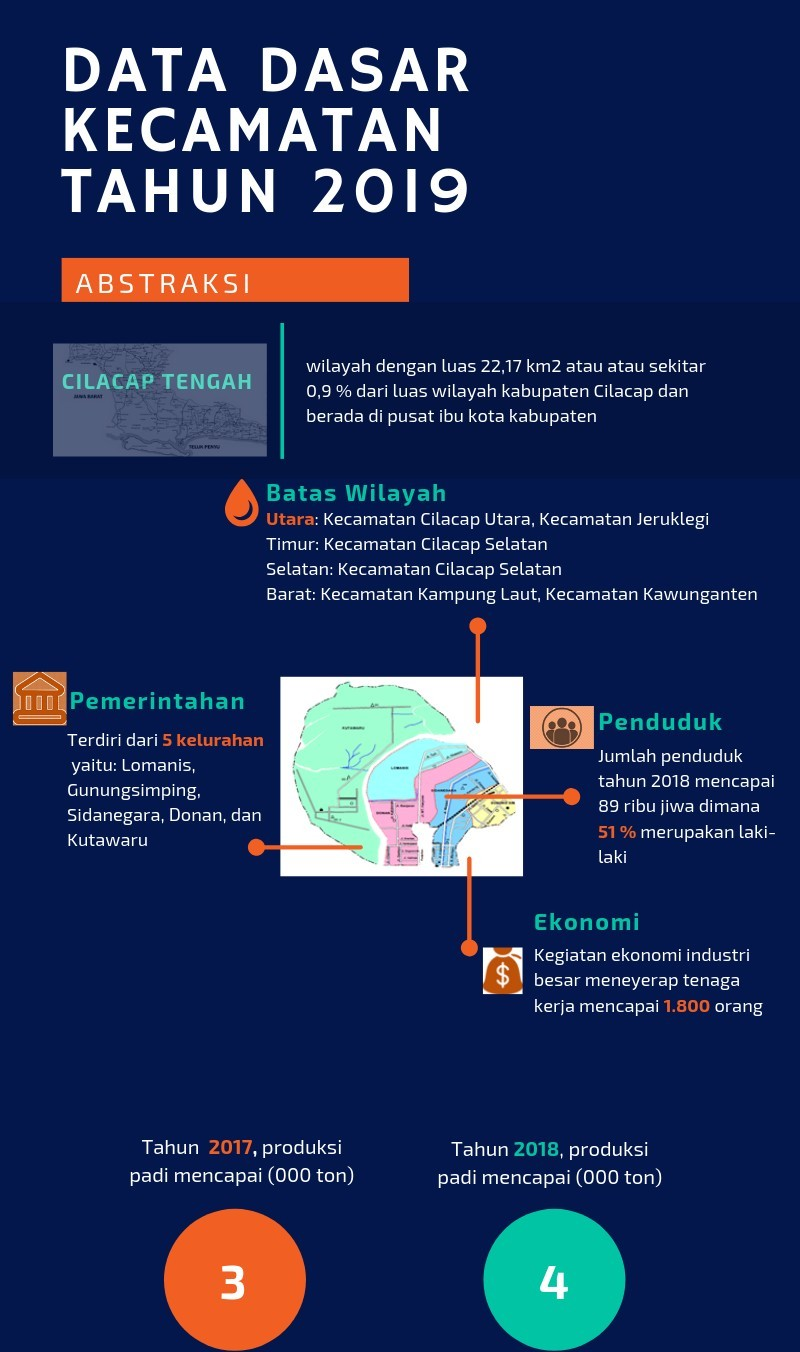 DATA DASAR
KECAMATAN
TAHUN 2019
ABSTRAKSI
CILACAP TENGAH
JAWA BARAT
wilayah dengan luas 22,17 km2 atau atau sekitar
0,9 % dari luas wilayah kabupaten Cilacap dan
berada di pusat ibu kota kabupaten
Batas Wilayah
Utara: Kecamatan Cilacap Utara, Kecamatan Jeruklegi
Timur: Kecamatan Cilacap Selatan
Selatan: Kecamatan Cilacap Selatan
Barat: Kecamatan Kampung Laut, Kecamatan Kawunganten
Pemerintahan
Terdiri dari 5 kelurahan
yaitu: Lomanis,
Gunungsimping,
Sidanegara, Donan, dan
Kutawaru
KUTAWARU
LOMANIS
Penduduk
Jumlah penduduk
tahun 2018 mencapai
89 ribu jiwa dimana
51 % merupakan laki-
laki
Ekonomi
$
Kegiatan ekonomi industri
besar meneyerap tenaga
kerja mencapai 1.800 orang
Tahun 2017, produksi
padi mencapai (000 ton)
3
Tahun 2018, produksi
padi mencapai (000 ton)
4